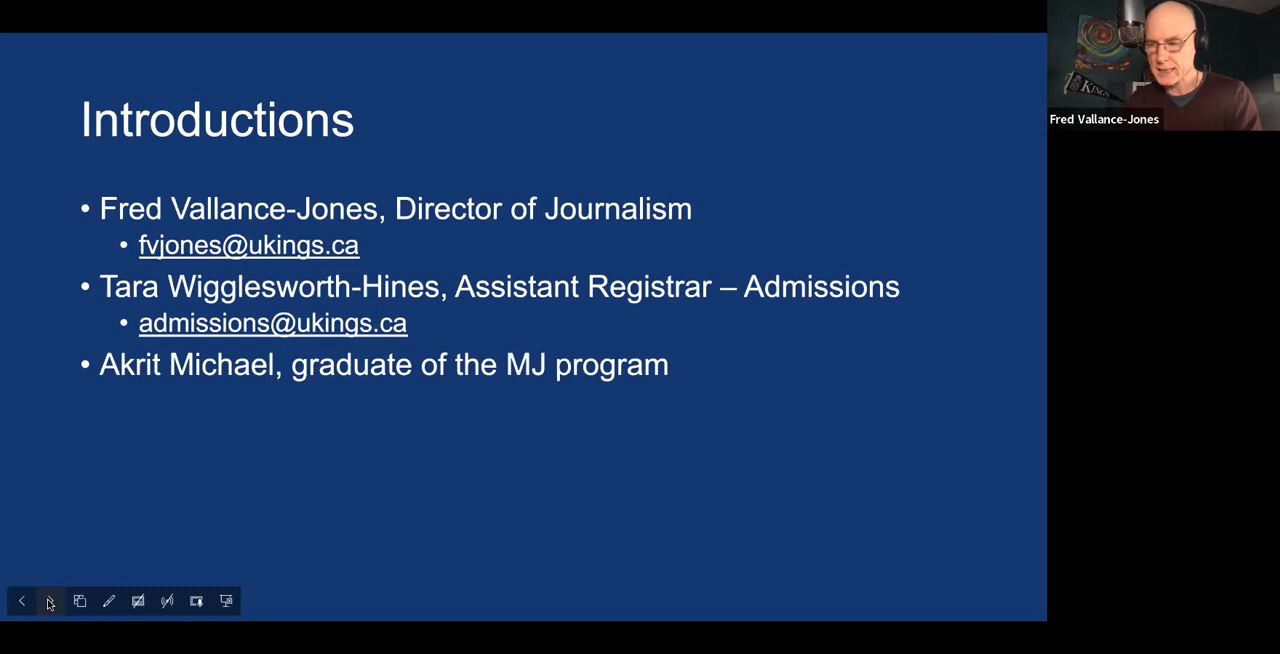 Introductions
• Fred Vallance-Jones, Director of Journalism
• fvjones@ukings.ca
• Tara Wigglesworth-Hines, Assistant Registrar – Admissions
• admissions@ukings.ca
• Akrit Michael, graduate of the MJ program
KINGS
Fred Vallance-Jones